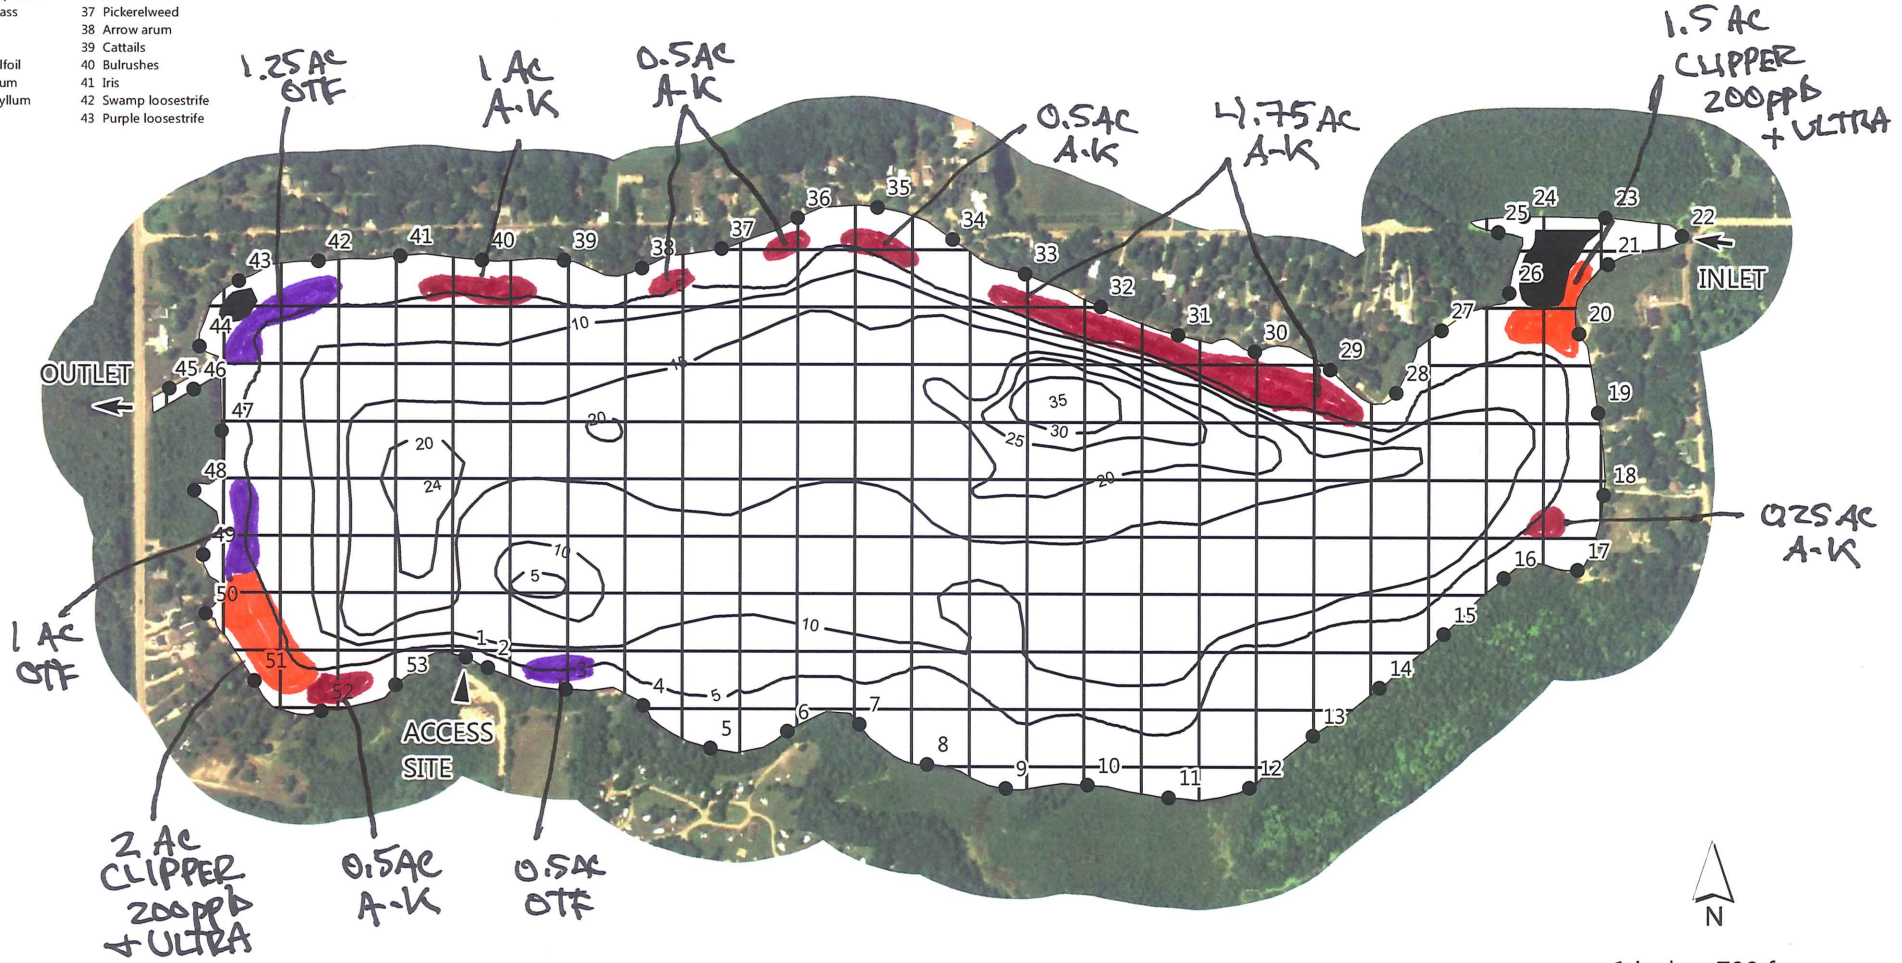 ass
lfoil
um
yllum
37 Pickerelweed
38 Arrow arum
39 Cattails
40 Bulrushes
41 Iris
42 Swamp loosestrife
43 Purple loosestrife
1.25 AC
OTF
1 AC
A-K
0.5 AC
A-K
0.5 AC
A-K
4.75 AC
A-K
1.5 AC
CLIPPER
200ppb
+ ULTRA
36
35
34
37
38
39
40
41
42
43
33
32
31
30
29
28
27
26
25
24
23
22
21
20
19
18
17
16
15
14
13
12
11
10
9
8
7
6
5
4
3
2
1
53
52
51
50
49
48
47
46
45
44
INLET
OUTLET
5
10
15
20
20
24
35
30
25
20
10
5
10
5
0.25 AC
A-K
1 AC
OTF
ACCESS
SITE
2 AC
CLIPPER
200ppb
+ ULTRA
0.5 AC
A-K
0.5 AC
OTF
N